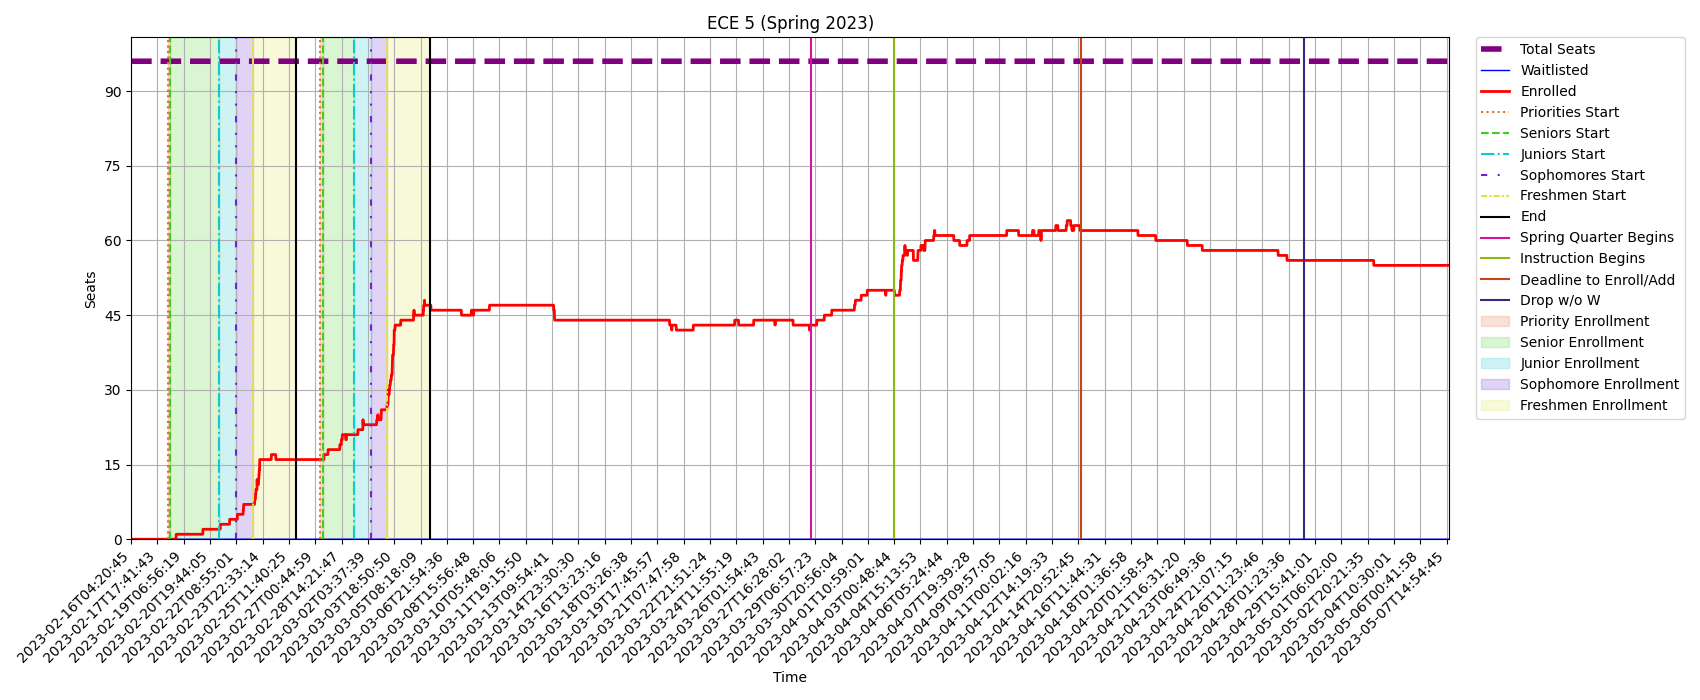 ECE 5 (Spring 2023)
Seats
90
75
60
45
30
15
0
2023-02-16T04:20:45
2023-02-17T17:41:43
2023-02-19T06:56:19
2023-02-20T19:44:05
2023-02-22T08:55:01
2023-02-23T22:33:14
2023-02-25T11:40:25
2023-02-27T00:44:59
2023-02-28T14:21:47
2023-03-02T03:37:39
2023-03-03T18:50:50
2023-03-05T08:18:09
2023-03-06T21:54:36
2023-03-08T15:56:48
2023-03-10T05:48:06
2023-03-11T19:15:50
2023-03-13T09:54:41
2023-03-14T23:30:30
2023-03-16T13:23:16
2023-03-18T03:26:38
2023-03-19T17:45:57
2023-03-21T07:47:58
2023-03-22T21:51:24
2023-03-24T11:55:19
2023-03-26T01:54:43
2023-03-27T16:28:02
2023-03-29T06:57:23
2023-03-30T20:56:04
2023-04-01T10:59:01
2023-04-03T00:48:44
2023-04-04T15:13:53
2023-04-06T05:24:44
2023-04-07T19:39:28
2023-04-09T09:57:05
2023-04-11T00:02:16
2023-04-12T14:19:33
2023-04-14T20:52:45
2023-04-16T11:44:31
2023-04-18T01:36:58
2023-04-20T01:58:54
2023-04-21T16:31:20
2023-04-23T06:49:36
2023-04-24T21:07:15
2023-04-26T11:23:46
2023-04-28T01:23:36
2023-04-29T15:41:01
2023-05-01T06:02:00
2023-05-02T20:21:35
2023-05-04T10:30:01
2023-05-06T00:41:58
2023-05-07T14:54:45
Time
Total Seats
Waitlisted
Enrolled
Priorities Start
Seniors Start
Juniors Start
Sophomores Start
Freshmen Start
End
Spring Quarter Begins
Instruction Begins
Deadline to Enroll/Add
Drop w/o W
Priority Enrollment
Senior Enrollment
Junior Enrollment
Sophomore Enrollment
Freshmen Enrollment